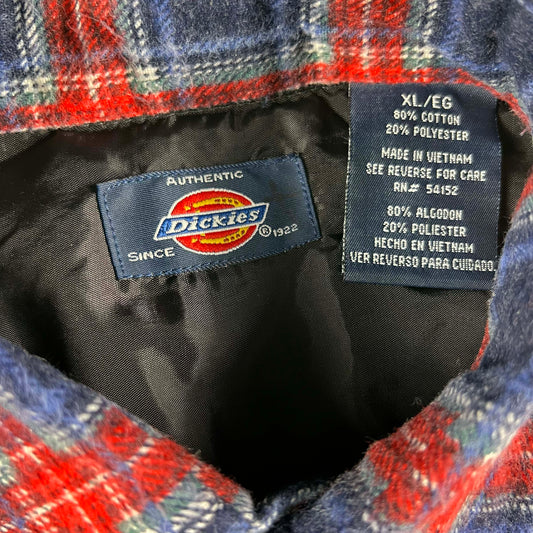 AUTHENTIC
Dickies®
SINCE 1922
XL/EG
80% COTTON
20% POLYESTER
MADE IN VIETNAM
SEE REVERSE FOR CARE
RN# 54152
80% ALGODON
20% POLIESTER
HECHO EN VIETNAM
VER REVERSO PARA CUIDADO